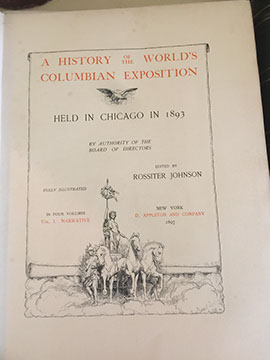 A HISTORY OF THE WORLD'S
COLUMBIAN EXPOSITION
HELD IN CHICAGO IN 1893
BY AUTHORITY OF THE
BOARD OF DIRECTORS
EDITED BY
ROSSITER JOHNSON
FULLY ILLUSTRATED
IN FOUR VOLUMES
VOL. I. NARRATIVE
NEW YORK
D. APPLETON AND COMPANY
1897